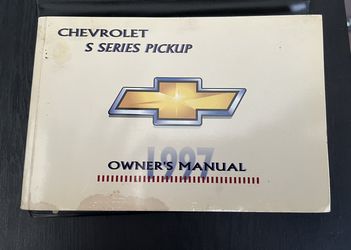 CHEVROLET
S SERIES PICKUP
1997
OWNER'S MANUAL